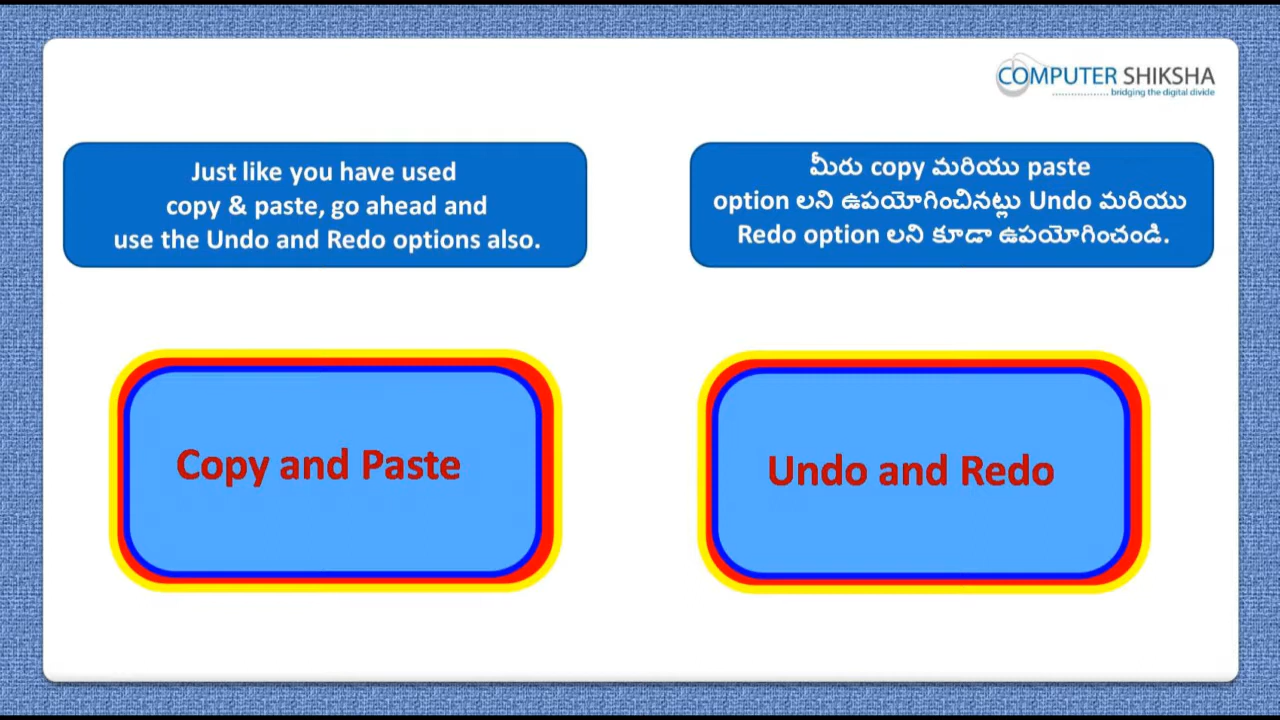 COMPUTER SHIKSHA
bridging the digital divide
Just like you have used
copy & paste, go ahead and
use the Undo and Redo options also.
మీరు copy మరియు paste
option లని ఉపయోగించినట్లు Undo మరియు
Redo option లని కూడా ఉపయోగించండి.
Copy and Paste
Undo and Redo